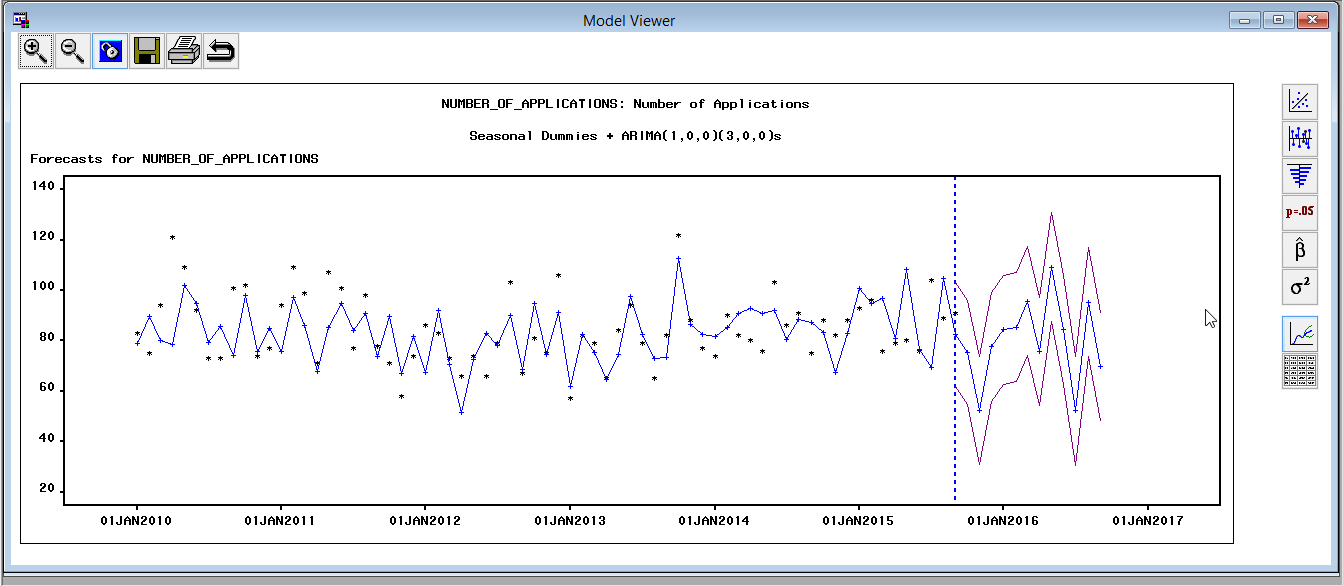 Model Viewer
NUMBER_OF_APPLICATIONS: Number of Applications
Seasonal Dummies + ARIMA(1,0,0)(3,0,0)s
Forecasts for NUMBER_OF_APPLICATIONS
140
120
100
80
60
40
20
01JAN2010 01JAN2011 01JAN2012 01JAN2013 01JAN2014 01JAN2015 01JAN2016 01JAN2017
p=.05
β̂
σ²